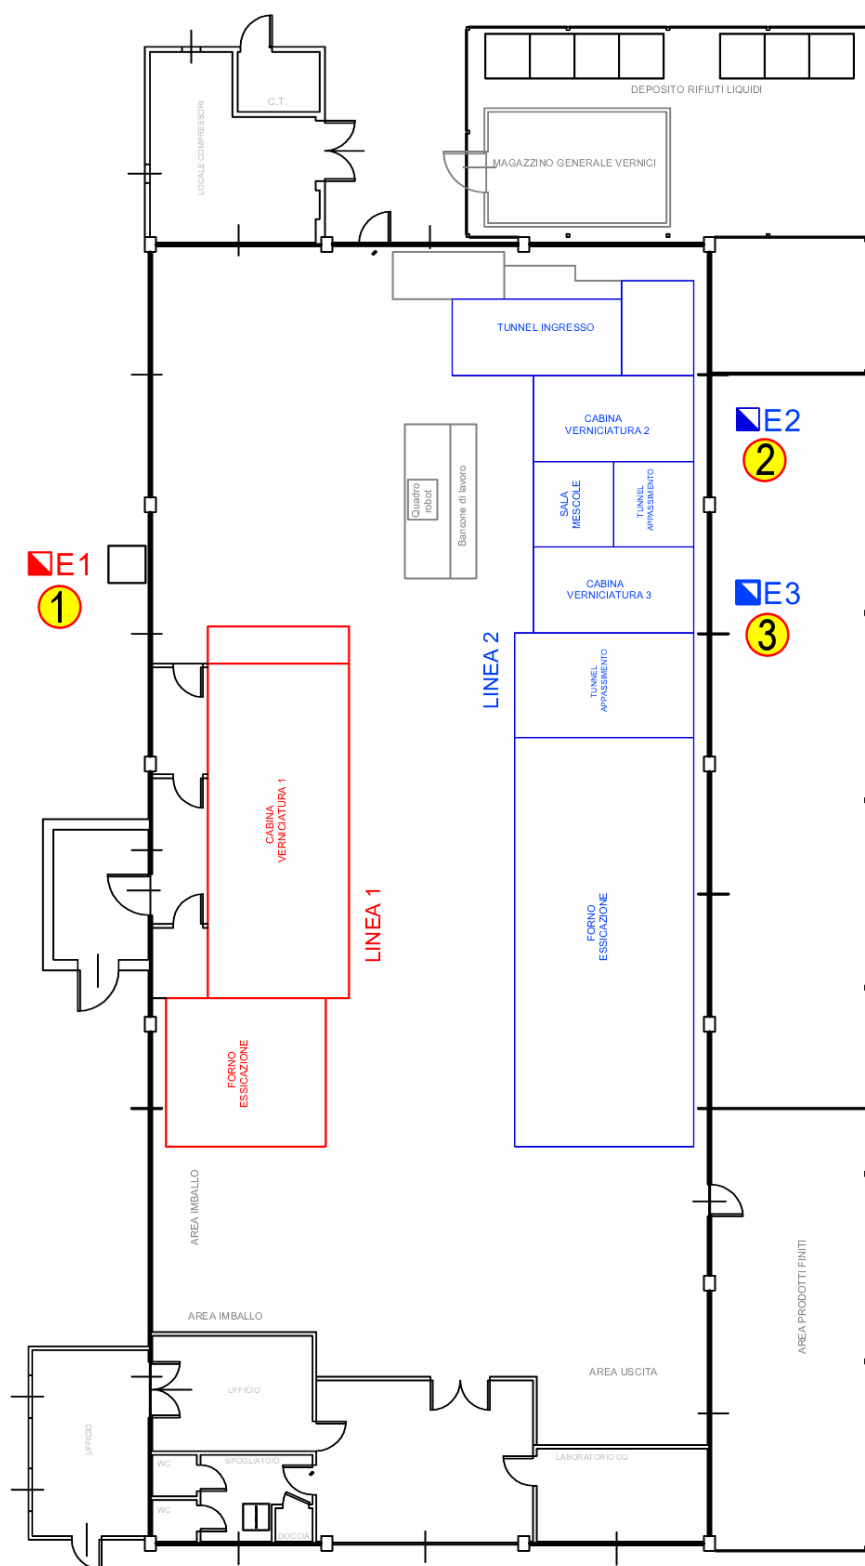 C.T.
LOCALE COMPRESSORI
DEPOSITO RIFIUTI LIQUIDI
MAGAZZINO GENERALE VERNICI
TUNNEL INGRESSO
CABINA
VERNICIATURA 2
E2
2
Quadro
robot
Bancone di lavoro
SALA
MESCOLE
TUNNEL
APPASSIMENTO
E1
1
CABINA
VERNICIATURA 3
E3
3
LINEA 2
TUNNEL
APPASSIMENTO
CABINA
VERNICIATURA 1
LINEA 1
FORNO
ESSICAZIONE
FORNO
ESSICAZIONE
AREA IMBALLO
AREA PRODOTTI FINITI
AREA IMBALLO
AREA USCITA
UFFICIO
UFFICIO
WC
SPOGLIATOIO
LABORATORIO CQ
WC
DOCCIA